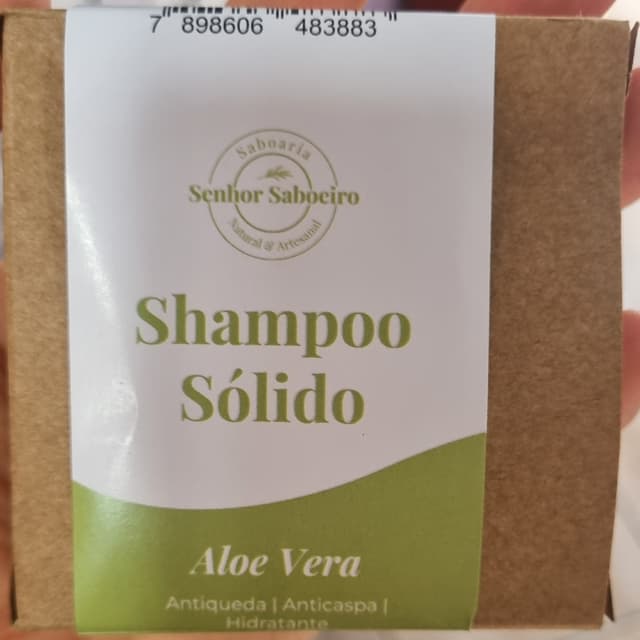 7 898606 483883
Saboaria
Senhor Saboeiro
Natural & Artesanal
Shampoo
Sólido
Aloe Vera
Antiqueda | Anticaspa |
Hidratante